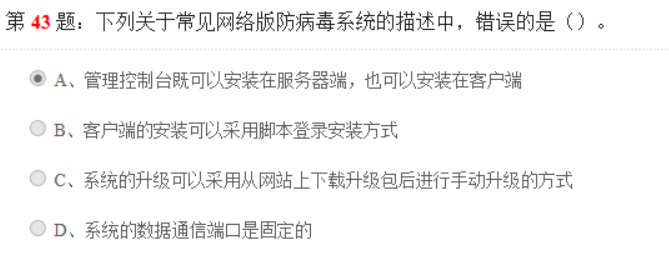 第 43 题：下列关于常见网络版防病毒系统的描述中，错误的是（）。
A、管理控制台既可以安装在服务器端，也可以安装在客户端
B、客户端的安装可以采用脚本登录安装方式
C、系统的升级可以采用从网站上下载升级包后进行手动升级的方式
D、系统的数据通信端口是固定的